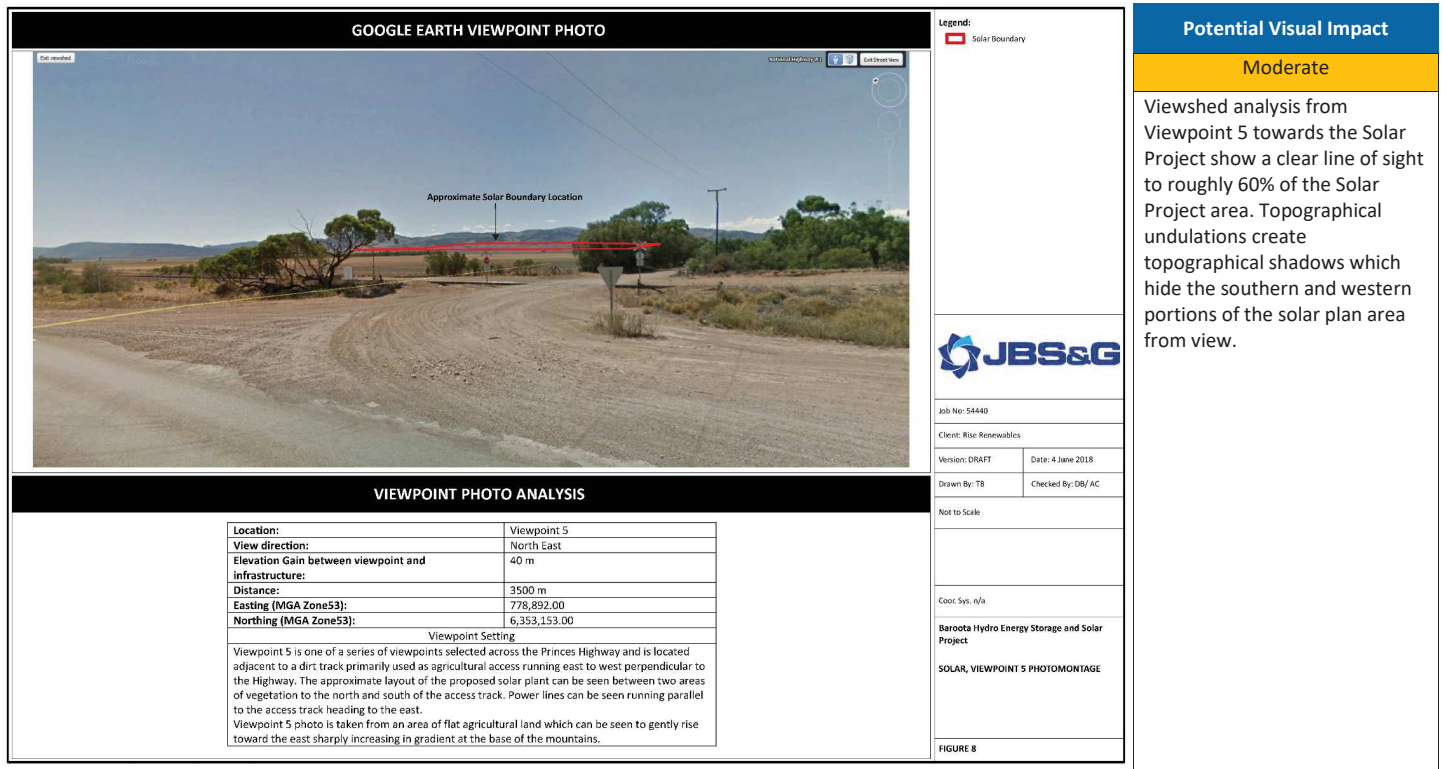 GOOGLE EARTH VIEWPOINT PHOTO
Exit viewshed
National Highway A1
Exit Street View
Approximate Solar Boundary Location
VIEWPOINT PHOTO ANALYSIS
Location: Viewpoint 5
View direction: North East
Elevation Gain between viewpoint and 40 m
infrastructure:
Distance: 3500 m
Easting (MGA Zone53): 778,892.00
Northing (MGA Zone53): 6,353,153.00
Viewpoint Setting
Viewpoint 5 is one of a series of viewpoints selected across the Princes Highway and is located
adjacent to a dirt track primarily used as agricultural access running east to west perpendicular to
the Highway. The approximate layout of the proposed solar plant can be seen between two areas
of vegetation to the north and south of the access track. Power lines can be seen running parallel
to the access track heading to the east.
Viewpoint 5 photo is taken from an area of flat agricultural land which can be seen to gently rise
toward the east sharply increasing in gradient at the base of the mountains.
Legend:
Solar Boundary
JBS&G
Job No: 54440
Client: Rise Renewables
Version: DRAFT Date: 4 June 2018
Drawn By: TB Checked By: DB/ AC
Not to Scale
Coor. Sys. n/a
Baroota Hydro Energy Storage and Solar
Project
SOLAR, VIEWPOINT 5 PHOTOMONTAGE
FIGURE 8
Potential Visual Impact
Moderate
Viewshed analysis from
Viewpoint 5 towards the Solar
Project show a clear line of sight
to roughly 60% of the Solar
Project area. Topographical
undulations create
topographical shadows which
hide the southern and western
portions of the solar plan area
from view.